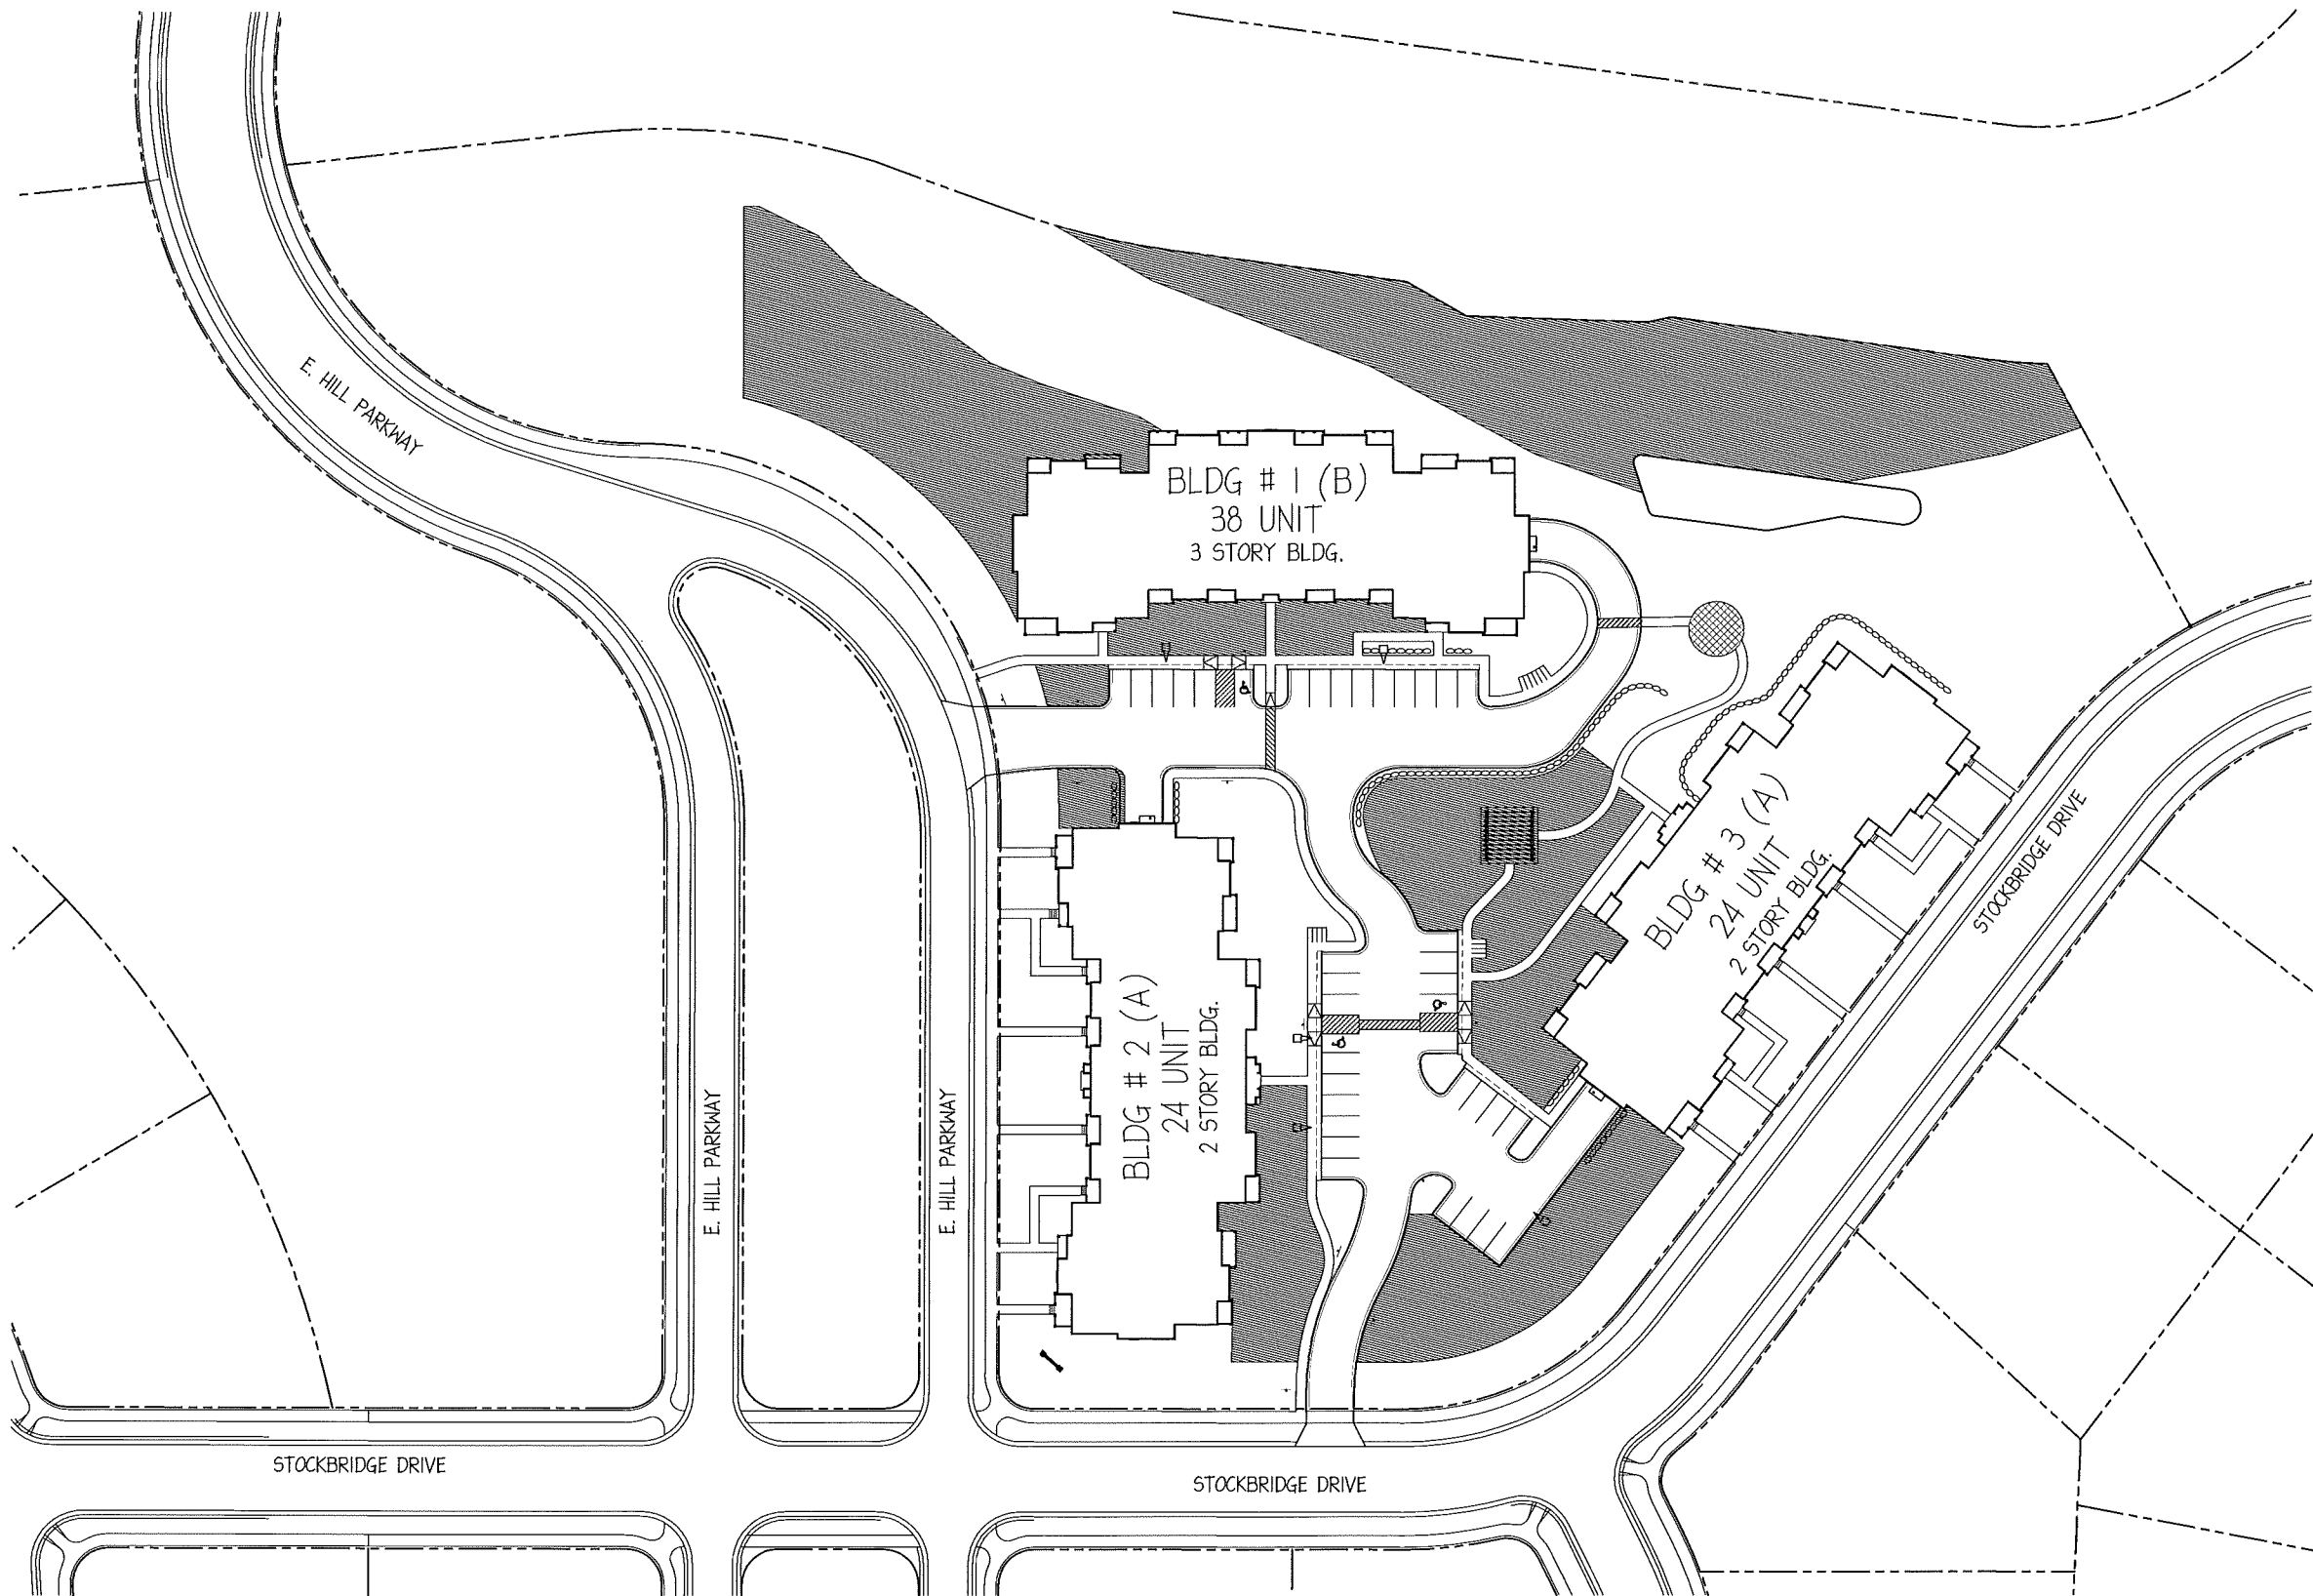 E. HILL PARKWAY
BLDG # 1 (B)
38 UNIT
3 STORY BLDG.
BLDG # 3 (A)
24 UNIT
2 STORY BLDG.
STOCKBRIDGE DRIVE
BLDG # 2 (A)
24 UNIT
2 STORY BLDG.
E. HILL PARKWAY
E. HILL PARKWAY
STOCKBRIDGE DRIVE
STOCKBRIDGE DRIVE